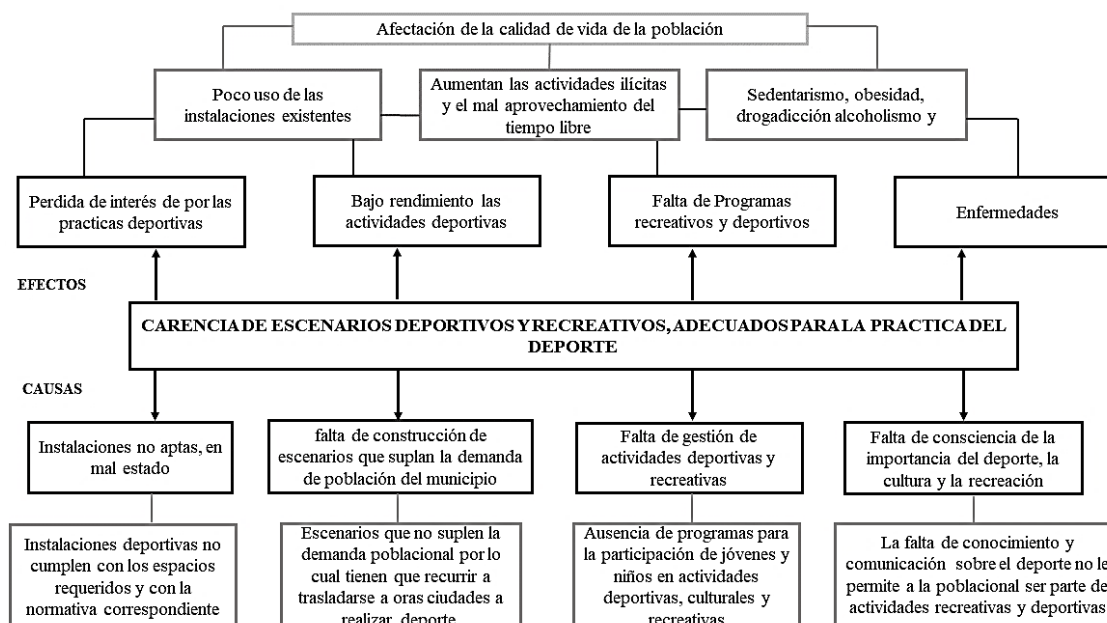 Afectación de la calidad de vida de la población
Poco uso de las
instalaciones existentes
Aumentan las actividades ilícitas
y el mal aprovechamiento del
tiempo libre
Sedentarismo, obesidad,
drogadicción alcoholismo y
Perdida de interés de por las
practicas deportivas
Bajo rendimiento las
actividades deportivas
Falta de Programas
recreativos y deportivos
Enfermedades
EFECTOS
CARENCIA DE ESCENARIOS DEPORTIVOS Y RECREATIVOS, ADECUADOS PARA LA PRACTICA DEL
DEPORTE
CAUSAS
Instalaciones no aptas, en
mal estado
falta de construcción de
escenarios que suplan la demanda
de población del municipio
Falta de gestión de
actividades deportivas y
recreativas
Falta de consciencia de la
importancia del deporte, la
cultura y la recreación
Instalaciones deportivas no
cumplen con los espacios
requeridos y con la
normativa correspondiente
Escenarios que no suplen la
demanda poblacional por lo
cual tienen que recurrir a
trasladarse a oras ciudades a
realizar deporte
Ausencia de programas para
la participación de jóvenes y
niños en actividades
deportivas, culturales y
recreativas
La falta de conocimiento y
comunicación sobre el deporte no le
permite a la poblacional ser parte de
actividades recreativas y deportivas